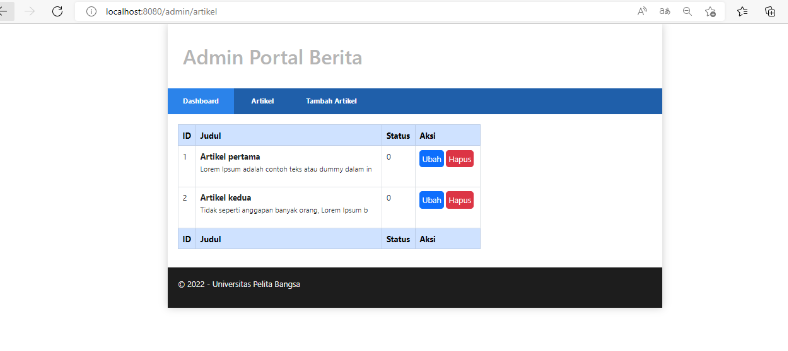 localhost:8080/admin/artikel
Admin Portal Berita
Dashboard Artikel Tambah Artikel
ID Judul Status Aksi
1 Artikel pertama 0 Ubah Hapus
Lorem Ipsum adalah contoh teks atau dummy dalam in
2 Artikel kedua 0 Ubah Hapus
Tidak seperti anggapan banyak orang, Lorem Ipsum b
ID Judul Status Aksi
© 2022 - Universitas Pelita Bangsa